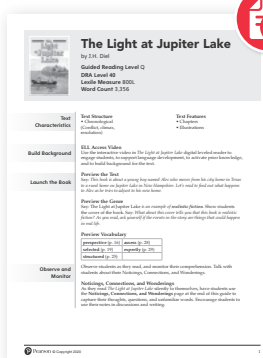 The Light at Jupiter Lake
by J.H. Diel
Guided Reading Level Q
DRA Level 40
Lexile Measure 800L
Word Count 3,356
Text Characteristics
Text Structure
• Chronological
(Conflict, climax,
resolution)
Text Features
• Chapters
• Illustrations
Build Background
ELL Access Video
Use the interactive video in The Light at Jupiter Lake digital leveled reader to
engage students, to support language development, to activate prior knowledge,
and to build background for the text.
Launch the Book
Preview the Text
Say: This book is about a young boy named Alec who moves from his city home in Texas
to a rural home on Jupiter Lake in New Hampshire. Let's read to find out what happens
to Alec as he tries to adjust to his new home.
Preview the Genre
Say: The Light at Jupiter Lake is an example of realistic fiction. Show students
the cover of the book. Say: What about this cover tells you that this book is realistic
fiction? As you read, ask yourself if the events in the story are things that could happen
in real life.
Preview Vocabulary
perspective (p. 16) access (p. 28)
selected (p. 19) expertly (p. 29)
structured (p. 25)
Observe and
Monitor
Observe students as they read, and monitor their comprehension. Talk with
students about their Noticings, Connections, and Wonderings.
Noticings, Connections, and Wonderings
As they read The Light at Jupiter Lake silently to themselves, have students use
the Noticings, Connections, and Wonderings page at the end of this guide to
capture their thoughts, questions, and unfamiliar words. Encourage students to
use their notes in discussions and writing.
Pearson © Copyright 2020
1